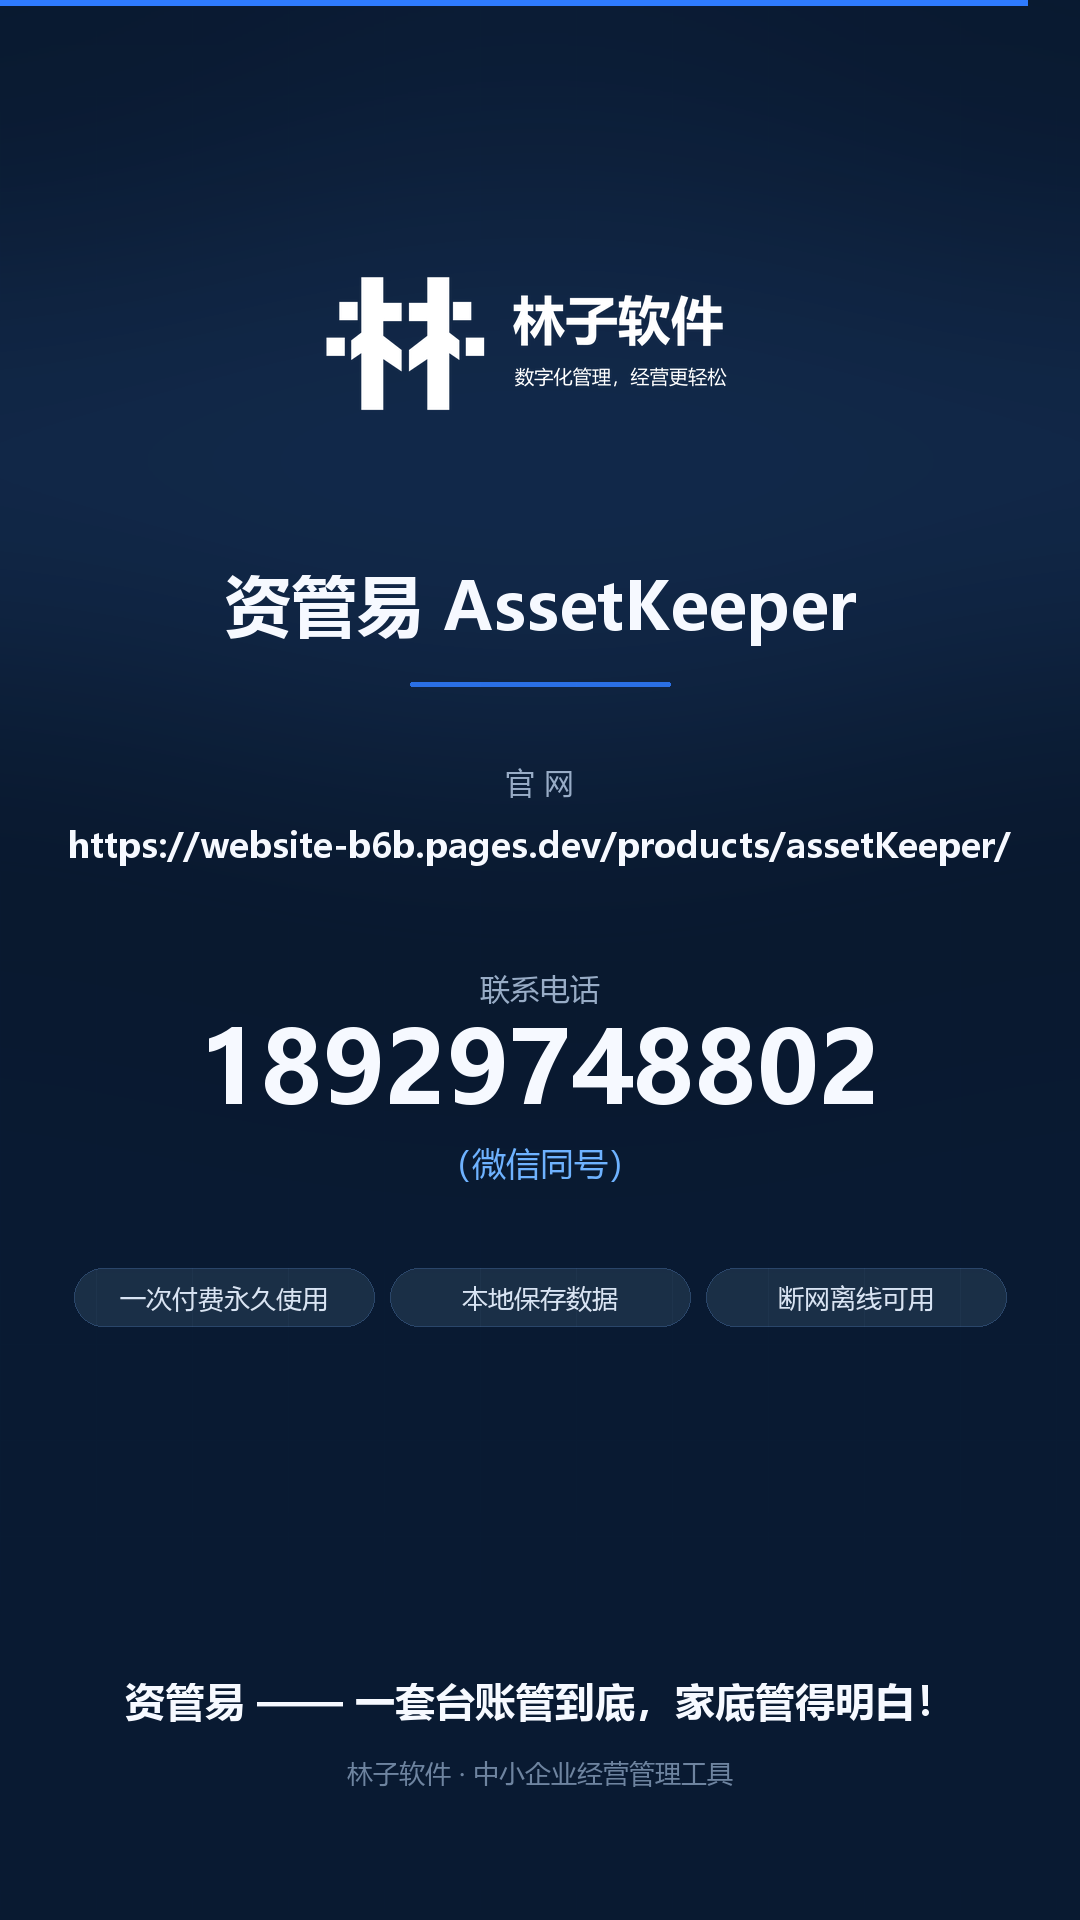 林子软件
数字化管理，经营更轻松
资管易 AssetKeeper
官 网
https://website-b6b.pages.dev/products/assetKeeper/
联系电话
18929748802
（微信同号）
一次付费永久使用
本地保存数据
断网离线可用
资管易 —— 一套台账管到底，家底管得明白！
林子软件 · 中小企业经营管理工具